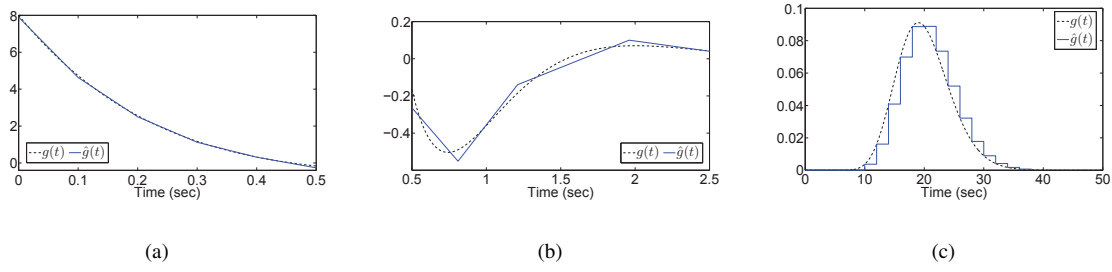 8
6
4
2
0
g(t) ĝ(t)
0 0.1 0.2 0.3 0.4 0.5
Time (sec)
(a)
0.2
0
−0.2
−0.4
−0.6
g(t) ĝ(t)
0.5 1 1.5 2 2.5
Time (sec)
(b)
0.1
0.08
0.06
0.04
0.02
0
g(t)
ĝ(t)
0 10 20 30 40 50
Time (sec)
(c)